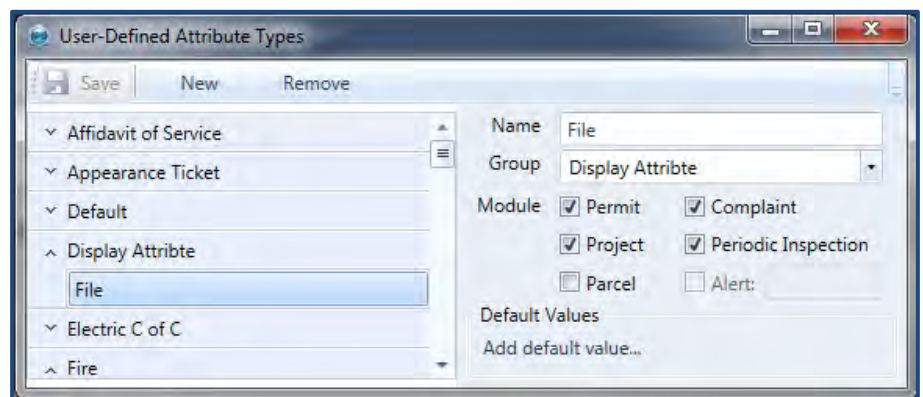 User-Defined Attribute Types
Save New Remove
Affidavit of Service
Appearance Ticket
Default
Display Attribte
File
Electric C of C
Fire
Name File
Group Display Attribte
Module Permit Complaint
Project Periodic Inspection
Parcel Alert:
Default Values
Add default value...